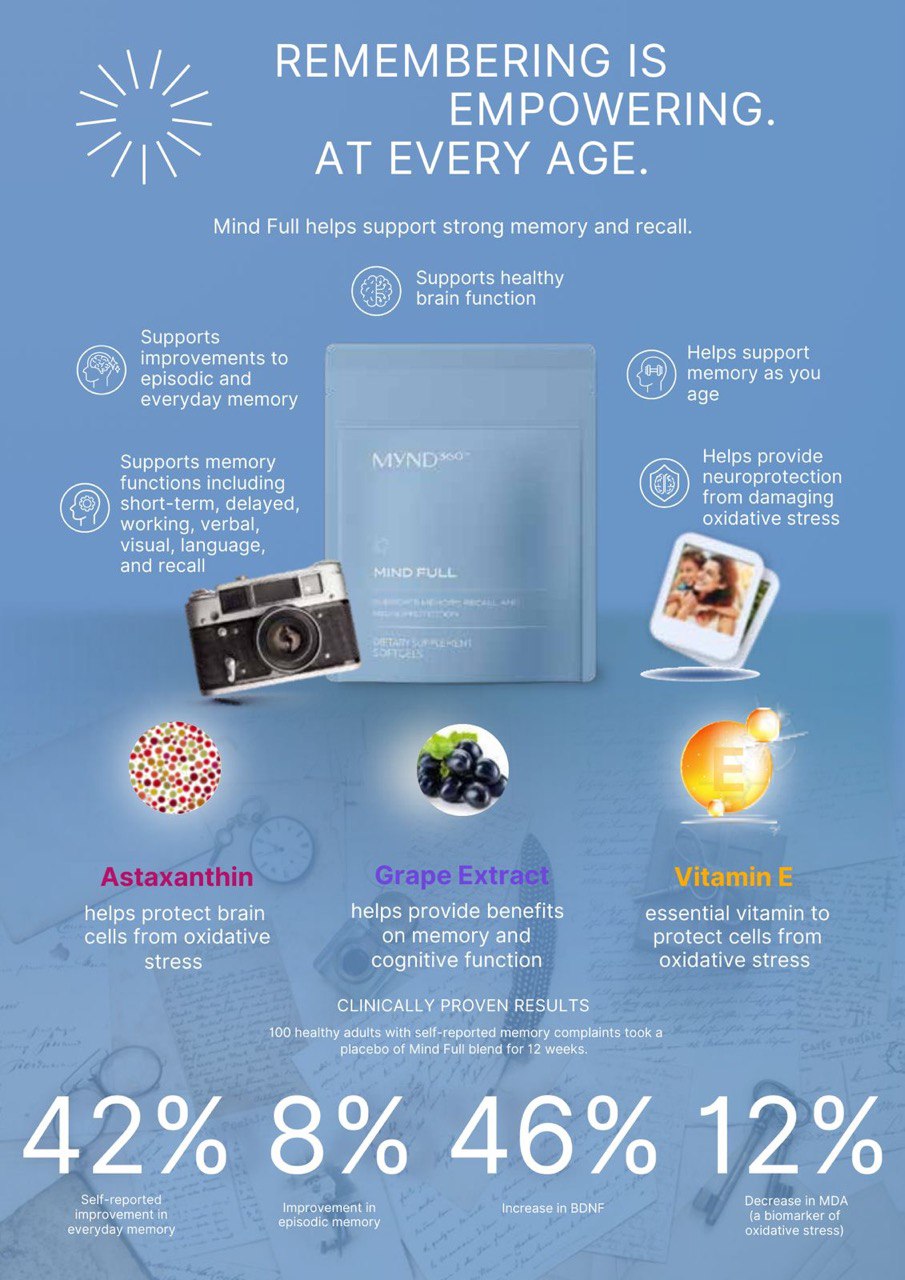 REMEMBERING IS
EMPOWERING.
AT EVERY AGE.
Mind Full helps support strong memory and recall.
Supports healthy
brain function
Supports
improvements to
episodic and
everyday memory
Helps support
memory as you
age
Supports memory
functions including
short-term, delayed,
working, verbal,
visual, language,
and recall
Helps provide
neuroprotection
from damaging
oxidative stress
MYND360™
MIND FULL
SUPPORTS MEMORY, RECALL, AND
NEUROPROTECTION
DIETARY SUPPLEMENT
SOFTGELS
E
Astaxanthin
helps protect brain
cells from oxidative
stress
Grape Extract
helps provide benefits
on memory and
cognitive function
Vitamin E
essential vitamin to
protect cells from
oxidative stress
CLINICALLY PROVEN RESULTS
100 healthy adults with self-reported memory complaints took a
placebo of Mind Full blend for 12 weeks.
42% 8% 46% 12%
Self-reported
improvement in
everyday memory
Improvement in
episodic memory
Increase in BDNF
Decrease in MDA
(a biomarker of
oxidative stress)